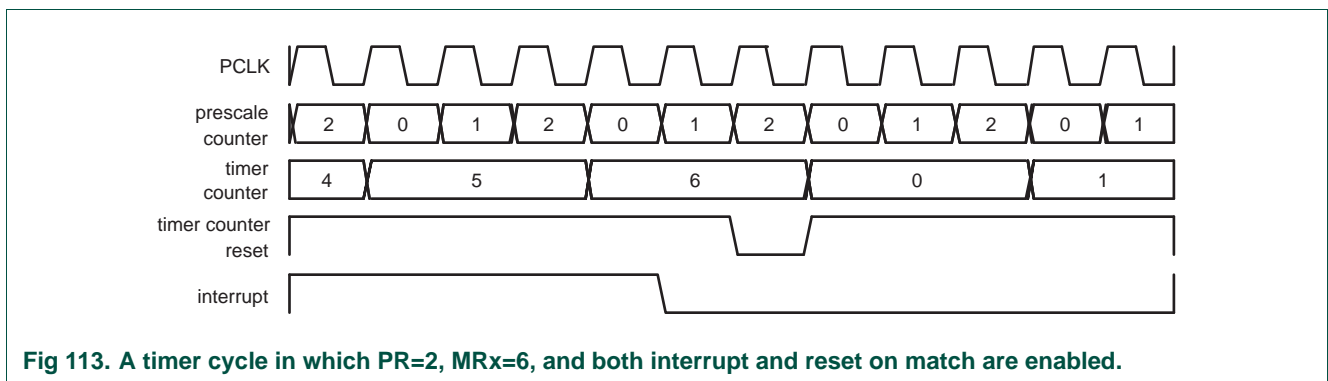 PCLK
prescale
counter
2 0 1 2 0 1 2 0 1 2 0 1
timer
counter
4 5 6 0 1
timer counter
reset
interrupt
Fig 113. A timer cycle in which PR=2, MRx=6, and both interrupt and reset on match are enabled.